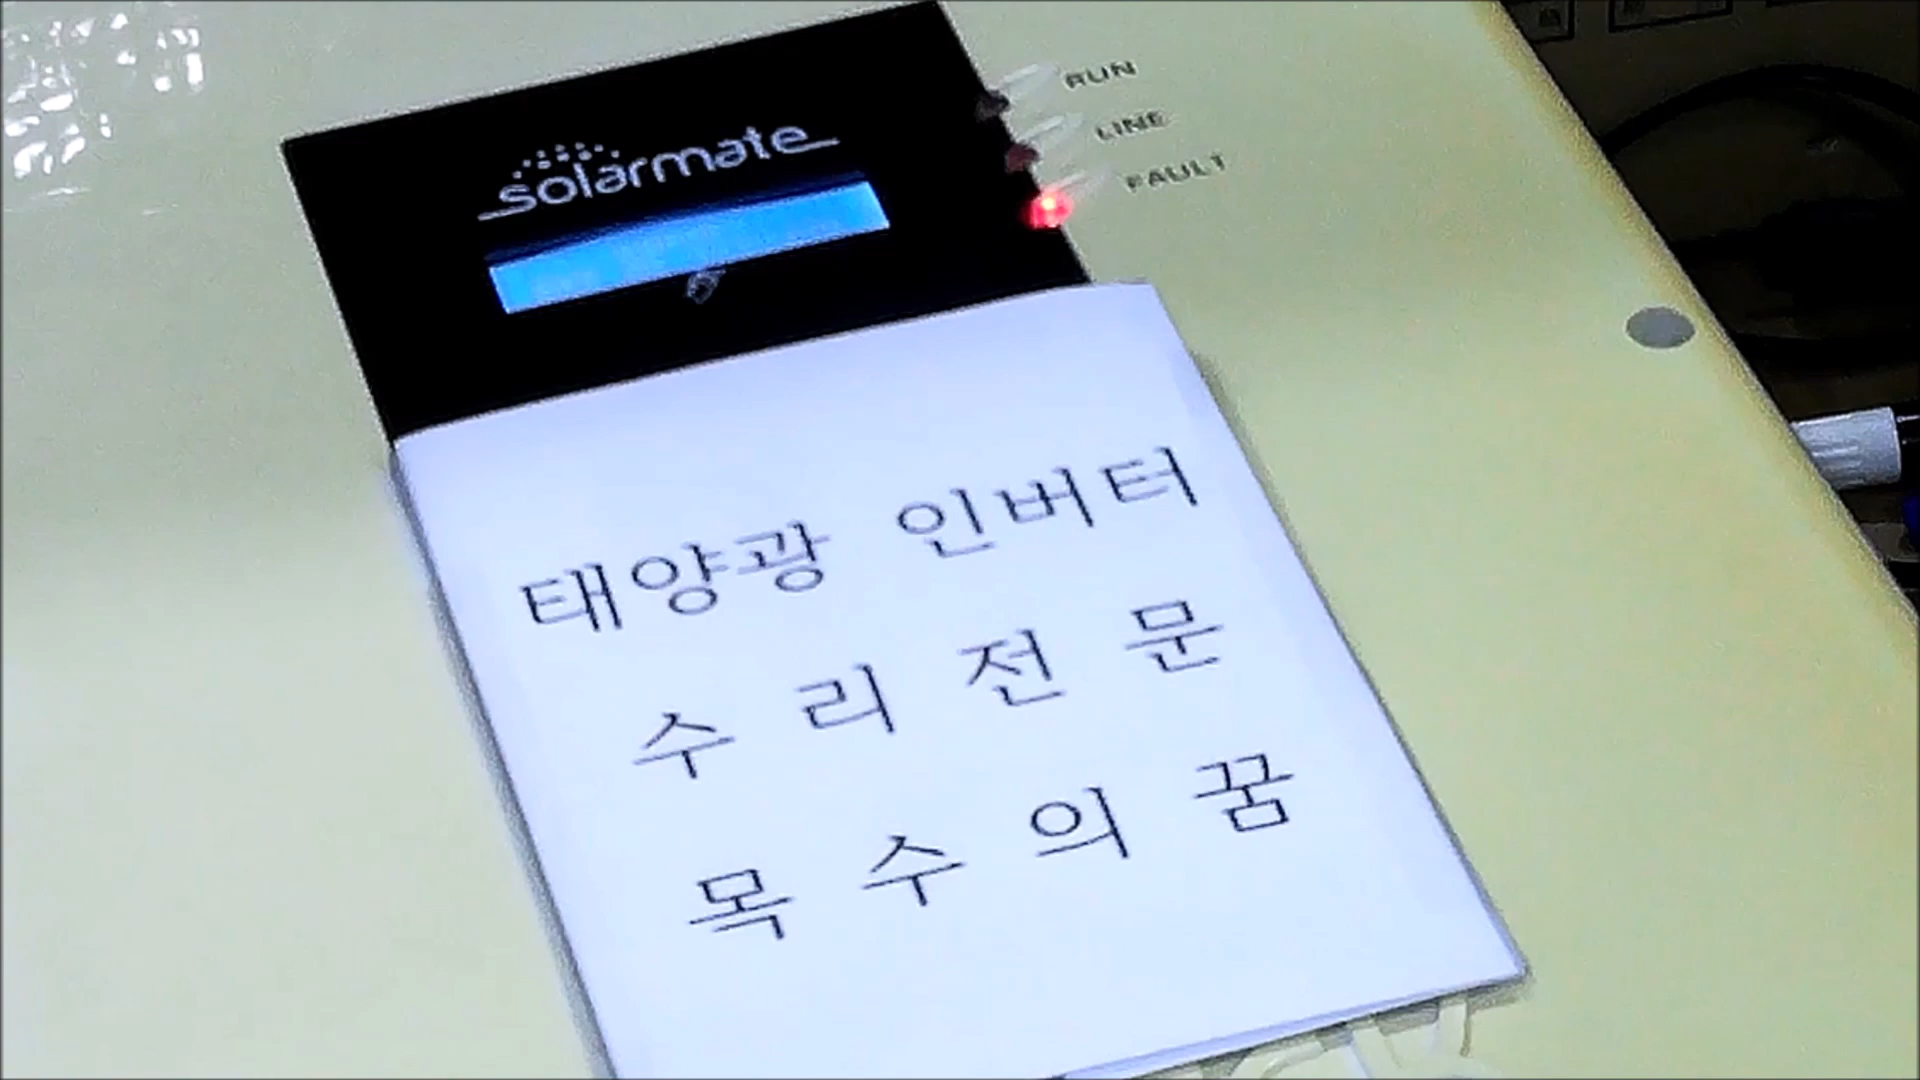 solarmate
RUN
LINE
FAULT
태양광 인버터
수 리 전 문
목 수 의 꿈